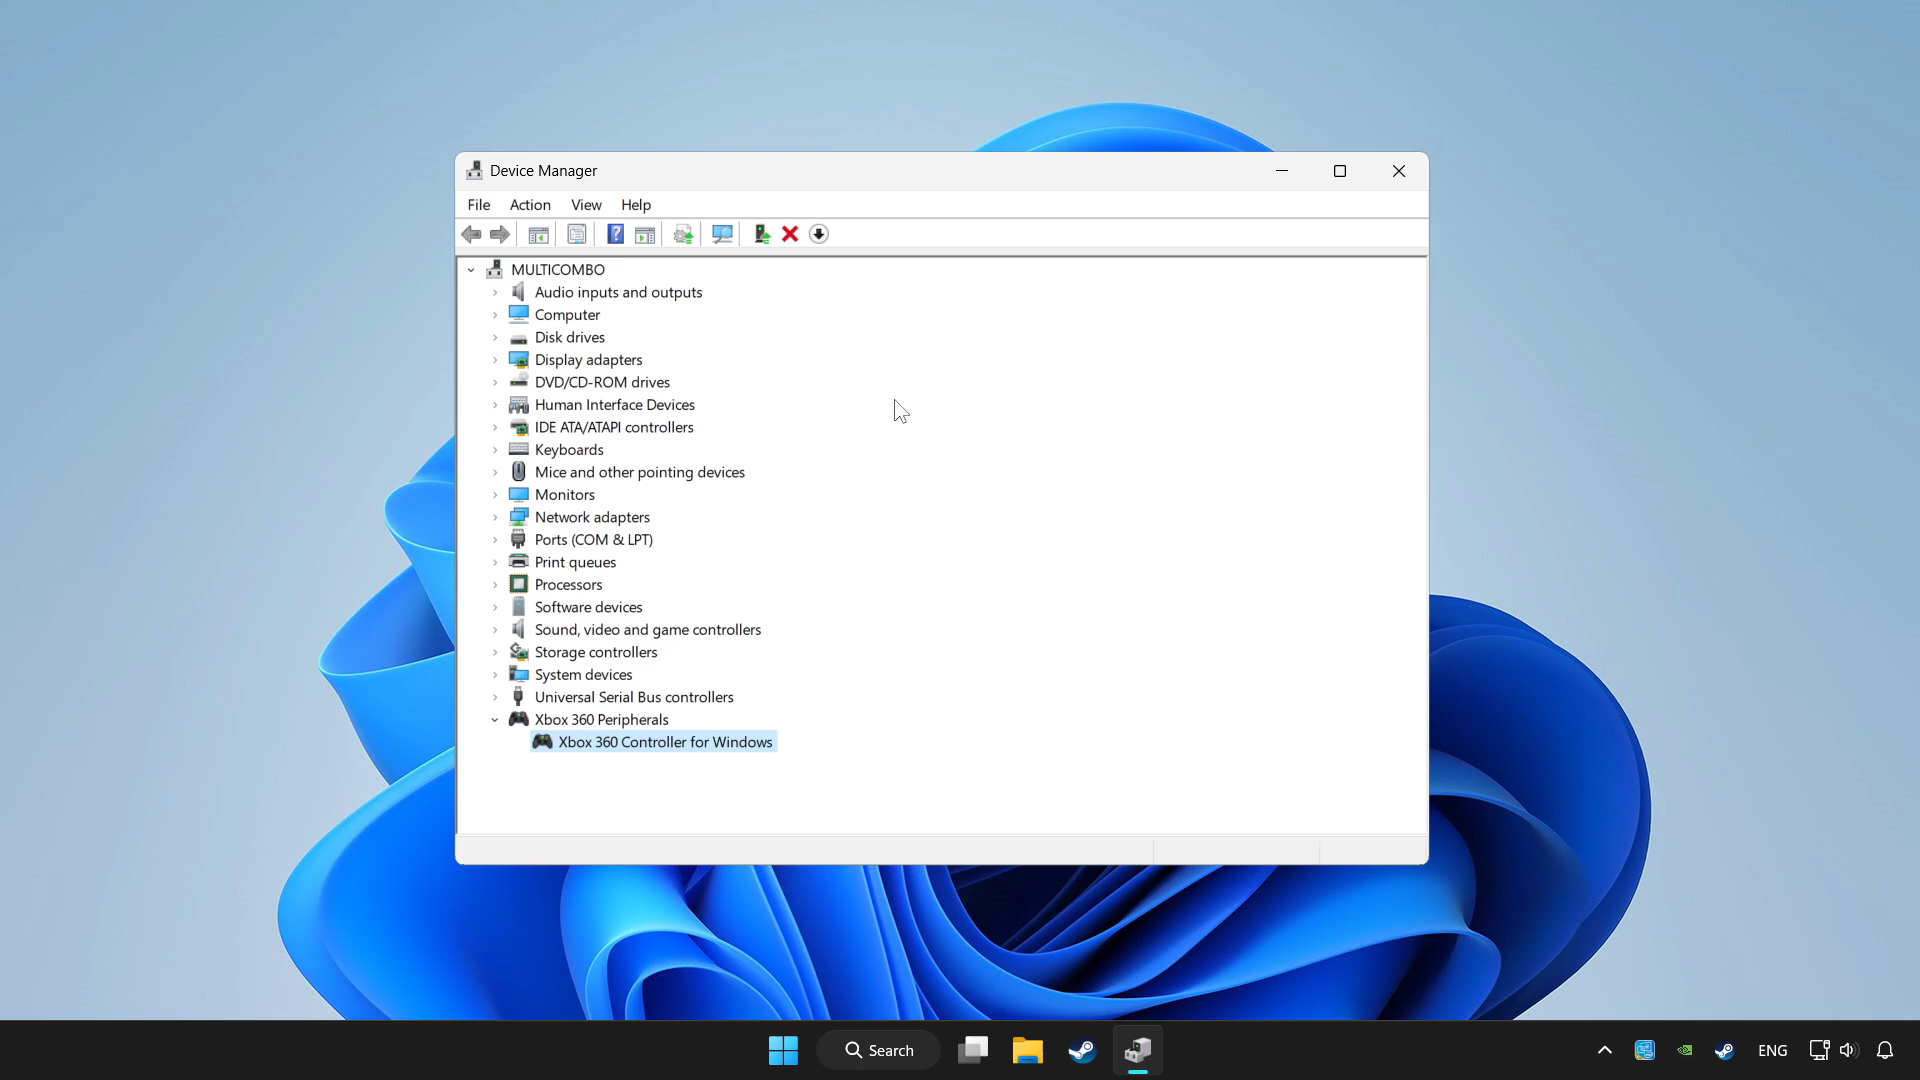 Device Manager
File Action View Help
MULTICOMBO
Audio inputs and outputs
Computer
Disk drives
Display adapters
DVD/CD-ROM drives
Human Interface Devices
IDE ATA/ATAPI controllers
Keyboards
Mice and other pointing devices
Monitors
Network adapters
Ports (COM & LPT)
Print queues
Processors
Software devices
Sound, video and game controllers
Storage controllers
System devices
Universal Serial Bus controllers
Xbox 360 Peripherals
Xbox 360 Controller for Windows
Search
ENG